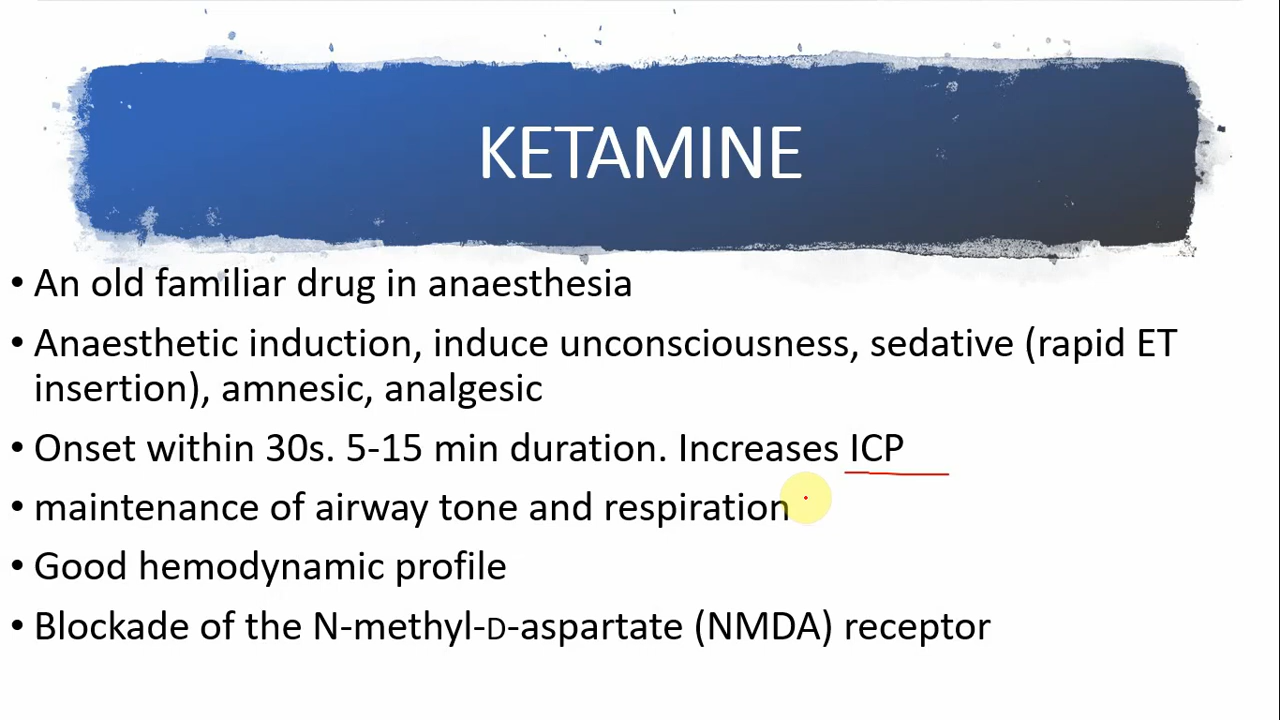 KETAMINE
• An old familiar drug in anaesthesia
• Anaesthetic induction, induce unconsciousness, sedative (rapid ET
insertion), amnesic, analgesic
• Onset within 30s. 5-15 min duration. Increases ICP
• maintenance of airway tone and respiration
• Good hemodynamic profile
• Blockade of the N-methyl-D-aspartate (NMDA) receptor